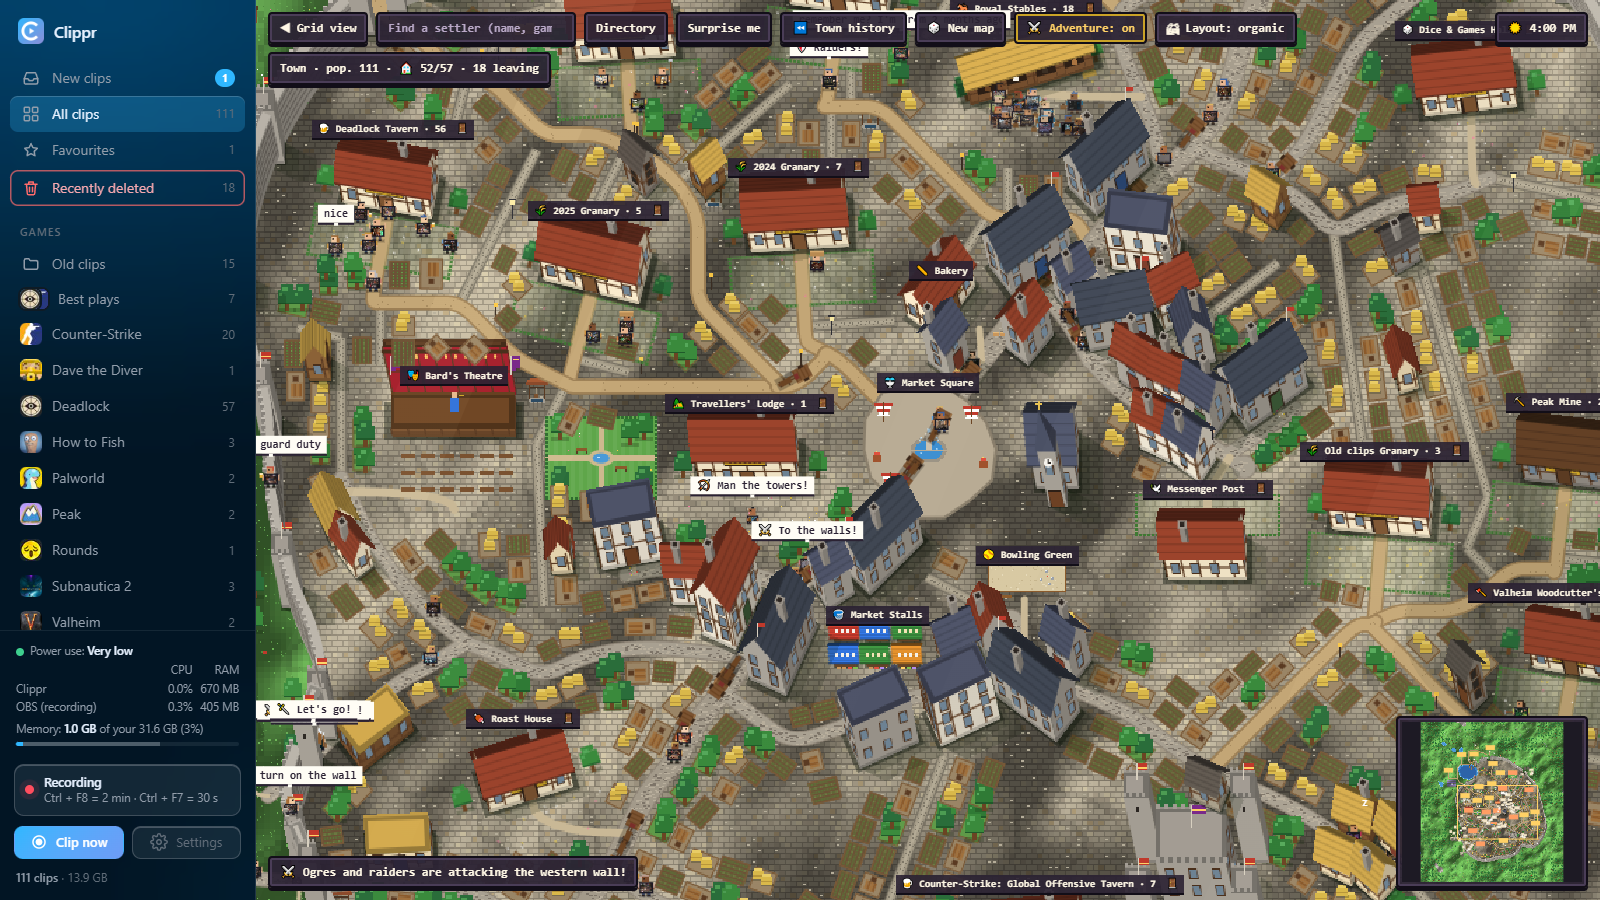 Clippr
New clips 1
All clips 111
Favourites 1
Recently deleted 18
GAMES
Old clips 15
Best plays 7
Counter-Strike 20
Dave the Diver 1
Deadlock 57
How to Fish 3
Palworld 2
Peak 2
Rounds 1
Subnautica 2 3
Valheim 2
Power use: Very low
CPU RAM
Clippr 0.0% 670 MB
OBS (recording) 0.3% 405 MB
Memory: 1.0 GB of your 31.6 GB (3%)
Recording
Ctrl + F8 = 2 min · Ctrl + F7 = 30 s
Clip now
Settings
111 clips · 13.9 GB
Royal Stables · 18
Grid view
Find a settler (name, gam
Directory
Surprise me
Town history
New map
Adventure: on
Layout: organic
Dice & Games H
4:00 PM
Raiders!
Town · pop. 111 · 52/57 · 18 leaving
Deadlock Tavern · 56
2024 Granary · 7
nice
2025 Granary · 5
Bakery
Bard's Theatre
Market Square
Travellers' Lodge · 1
Peak Mine · 2
guard duty
Old clips Granary · 3
Man the towers!
Messenger Post
To the walls!
Bowling Green
Valheim Woodcutter's
Market Stalls
Let's go! !
Roast House
turn on the wall
z
Ogres and raiders are attacking the western wall!
Counter-Strike: Global Offensive Tavern · 7